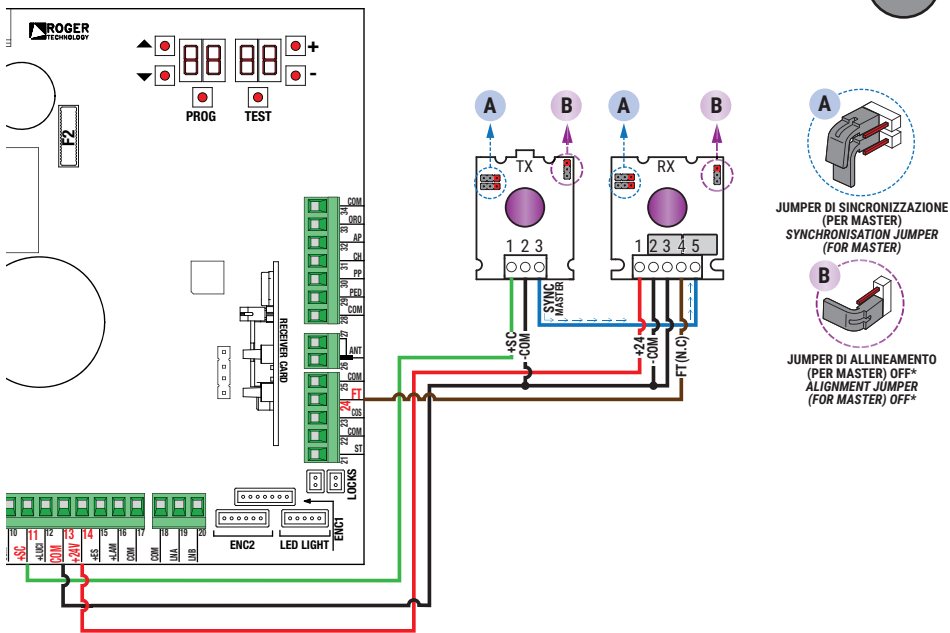 ROGER
TECHNOLOGY
+
-
PROG
TEST
F2
COM
34
ORO
33
AP
32
CH
31
PP
30
PED
29
COM
28
27
ANT
26
COM
25
FT
24
COS
23
COM
22
ST
21
RECEIVER CARD
LOCKS
ENC1
ENC2
LED LIGHT
10
11
12
13
14
15
16
17
18
19
20
+SC
+LUCI
COM
+24V
+ES
+LAM
COM
COM
LNA
LNB
A
B
A
B
TX
RX
1 2 3
1 2 3 4 5
+SC
-COM
SYNC
MASTER
+24
-COM
FT(N.C)
A
JUMPER DI SINCRONIZZAZIONE
(PER MASTER)
SYNCHRONISATION JUMPER
(FOR MASTER)
B
JUMPER DI ALLINEAMENTO
(PER MASTER) OFF*
ALIGNMENT JUMPER
(FOR MASTER) OFF*